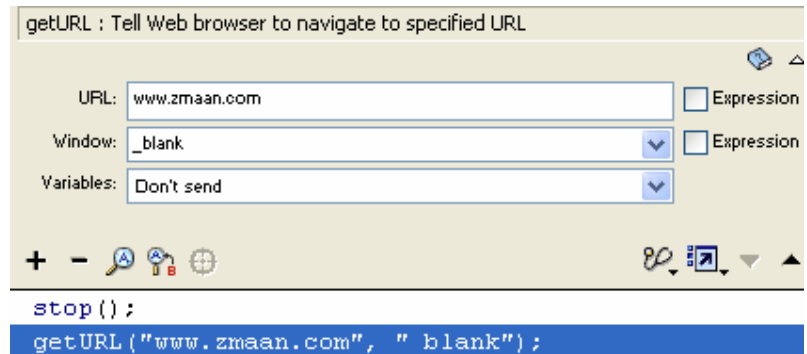 getURL : Tell Web browser to navigate to specified URL
URL: www.zmaan.com Expression
Window: _blank Expression
Variables: Don't send
stop();
getURL("www.zmaan.com", "_blank");